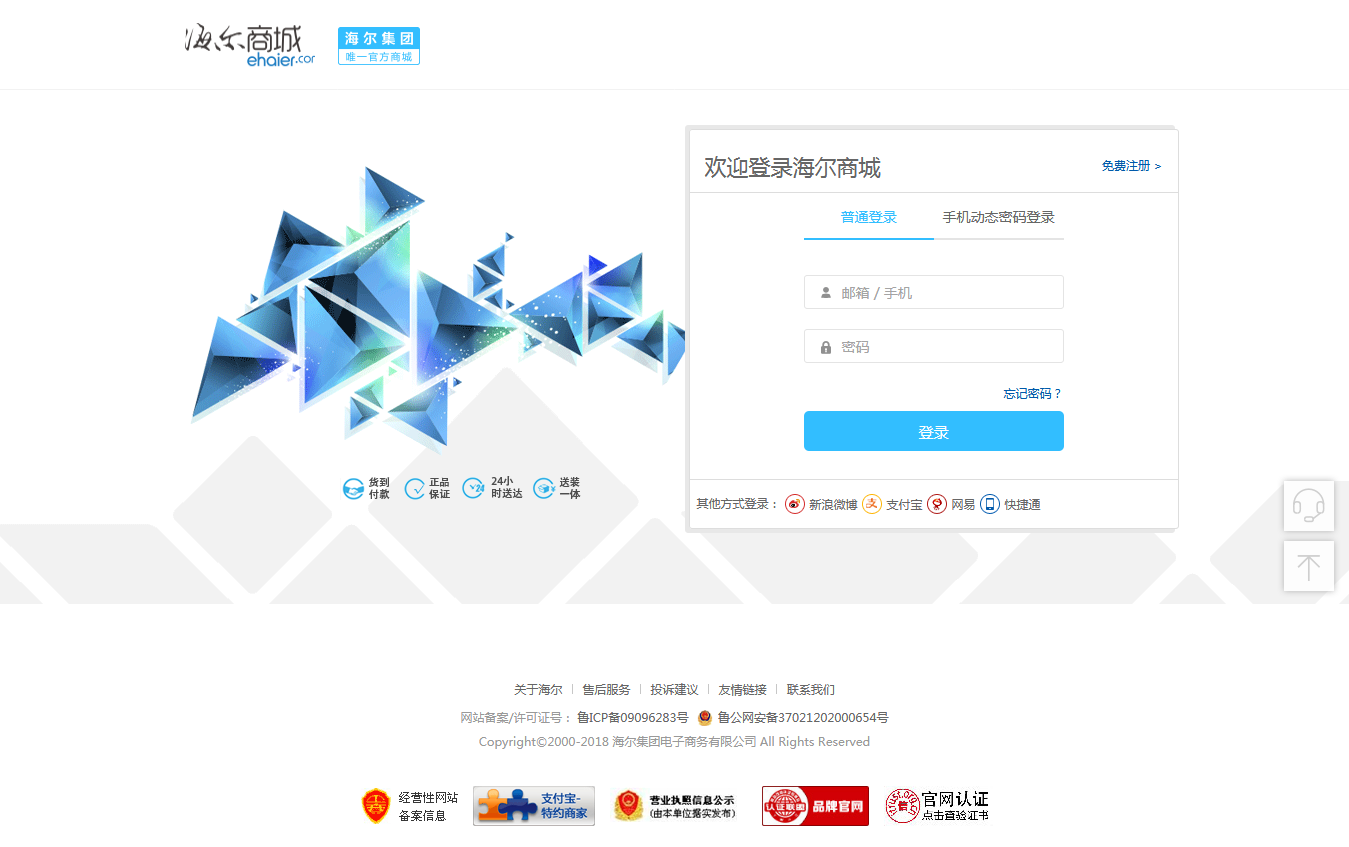 海尔商城
ehaier.cor
海尔集团
唯一官方商城
欢迎登录海尔商城
免费注册 >
普通登录 手机动态密码登录
邮箱 / 手机
密码
忘记密码？
登录
货到付款
正品保证
24小时送达
送装一体
其他方式登录： 新浪微博 支付宝 网易 快捷通
关于海尔 售后服务 投诉建议 友情链接 联系我们
网站备案/许可证号： 鲁ICP备09096283号 鲁公网安备37021202000654号
Copyright©2000-2018 海尔集团电子商务有限公司 All Rights Reserved
经营性网站
备案信息
支付宝-
特约商家
营业执照信息公示
(由本单位据实发布)
认证联盟 品牌官网
官网认证
点击查验证书